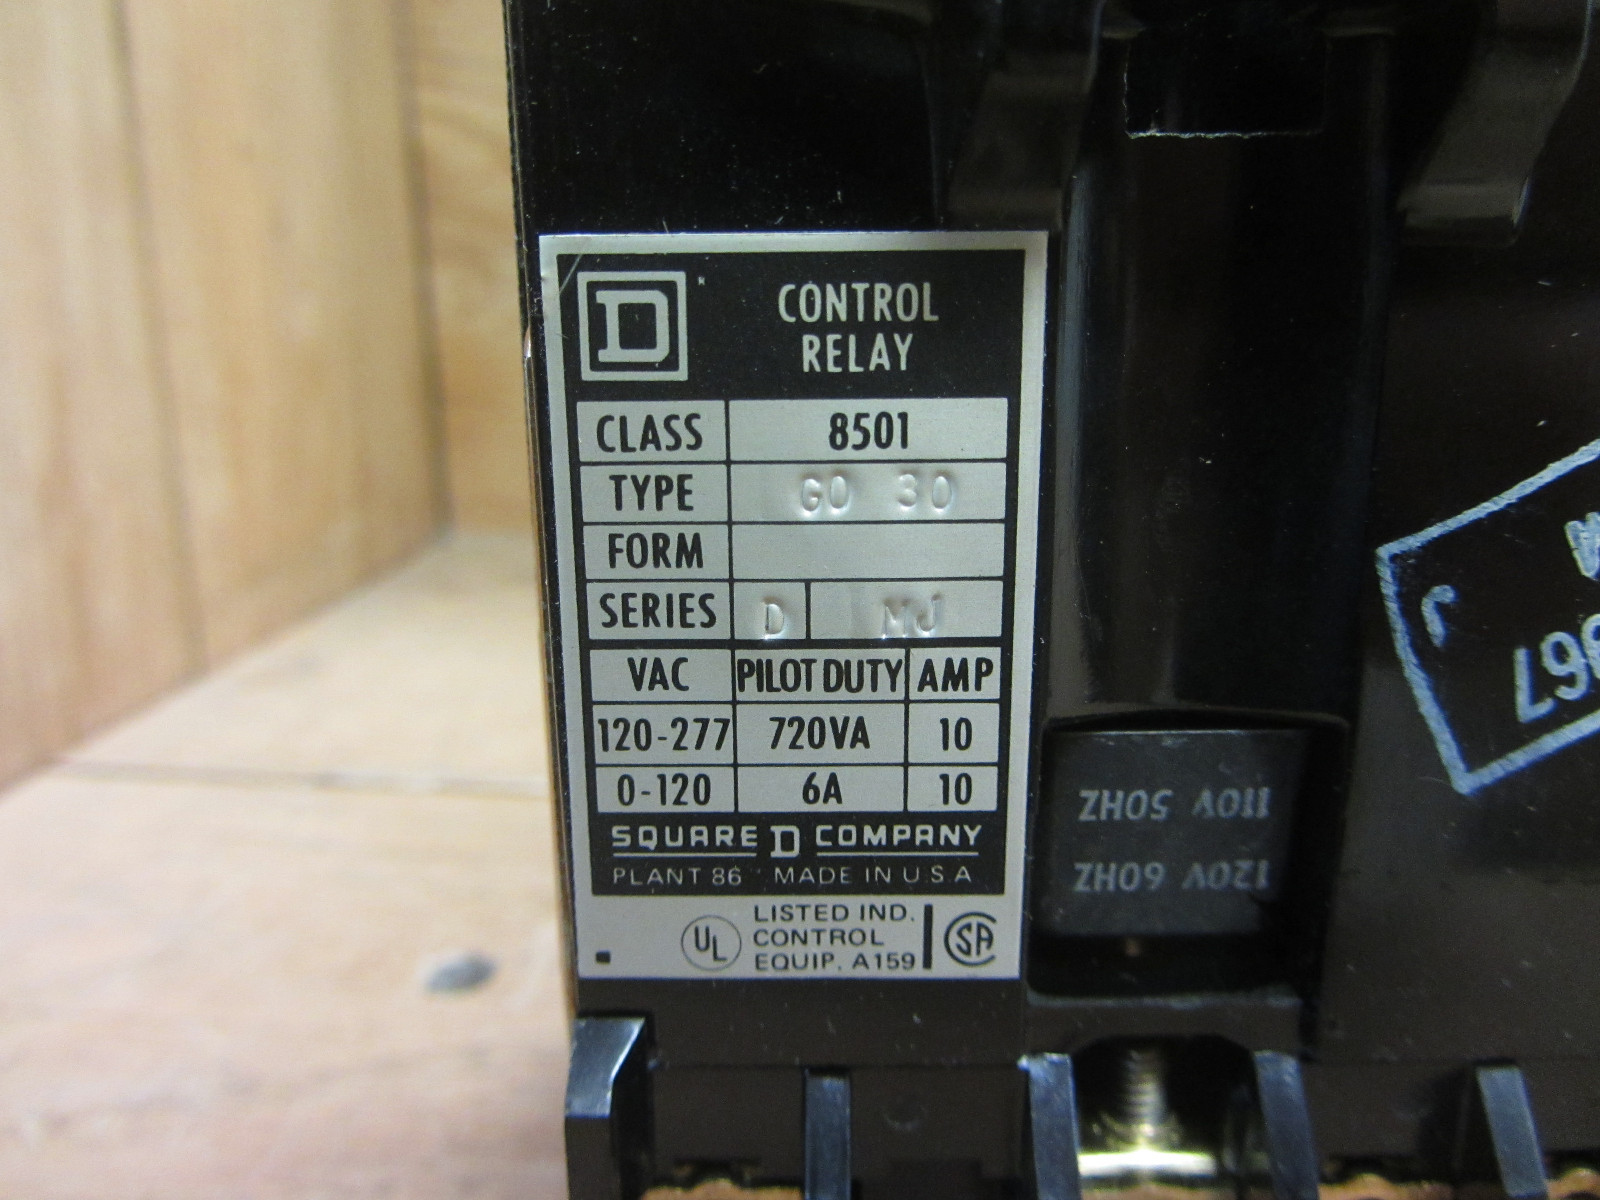 D
CONTROL
RELAY
CLASS 8501
TYPE GO 30
FORM
SERIES D MJ
VAC PILOT DUTY AMP
120-277 720VA 10
0-120 6A 10
SQUARE D COMPANY
PLANT 86 MADE IN U.S.A
UL LISTED IND.
CONTROL
EQUIP. A159
SA
110V 50HZ
120V 60HZ
J